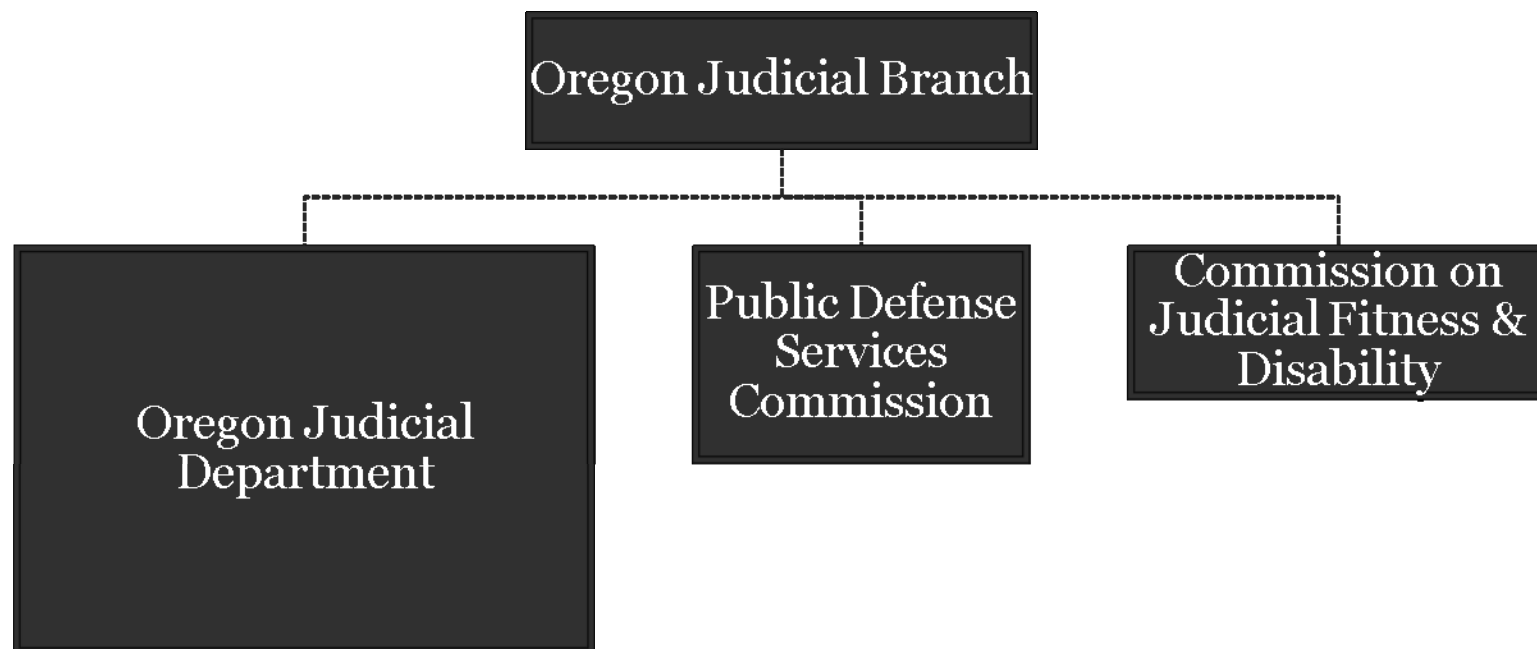 Oregon Judicial Branch
Oregon Judicial
Department
Public Defense
Services
Commission
Commission on
Judicial Fitness &
Disability